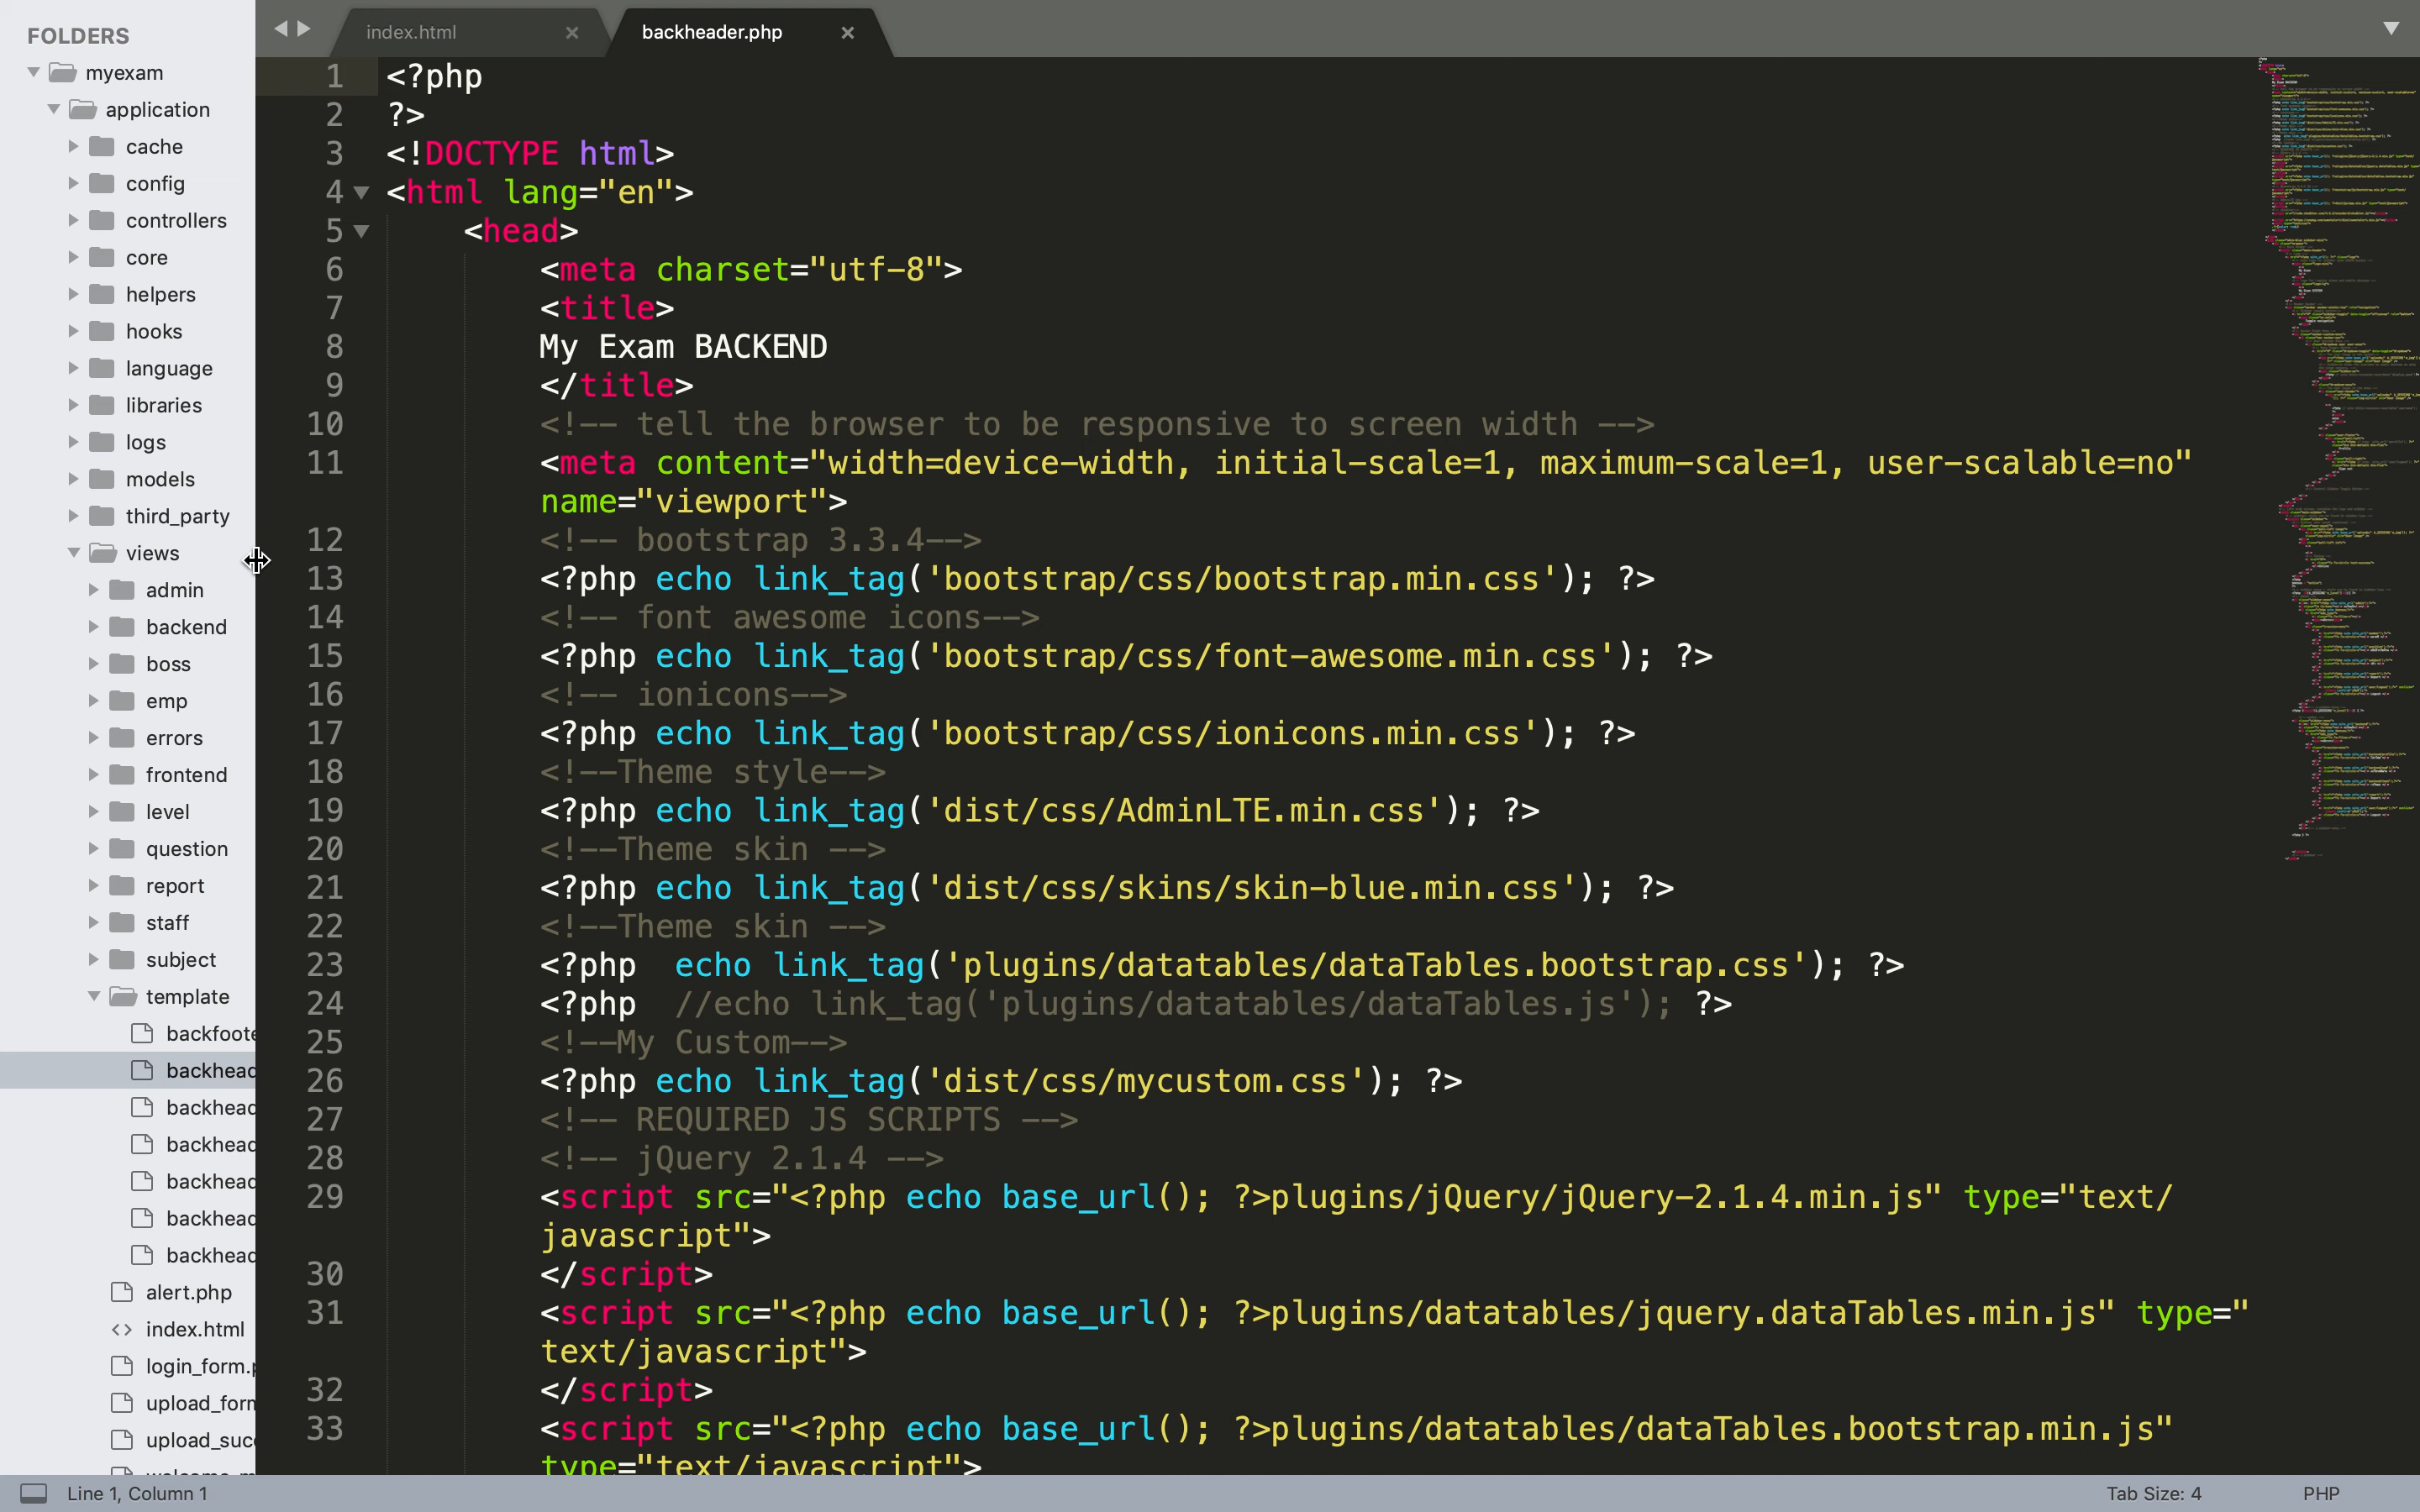 FOLDERS
myexam
application
cache
config
controllers
core
helpers
hooks
language
libraries
logs
models
third_party
views
admin
backend
boss
emp
errors
frontend
level
question
report
staff
subject
template
backfoote
backhead
backhead
backhead
backhead
backhead
backhead
alert.php
index.html
login_form.p
upload_form
upload_succ
index.html
backheader.php
1 <?php
2 ?>
3 <!DOCTYPE html>
4 <html lang="en">
5 <head>
6 <meta charset="utf-8">
7 <title>
8 My Exam BACKEND
9 </title>
10 <!-- tell the browser to be responsive to screen width -->
11 <meta content="width=device-width, initial-scale=1, maximum-scale=1, user-scalable=no"
name="viewport">
12 <!-- bootstrap 3.3.4-->
13 <?php echo link_tag('bootstrap/css/bootstrap.min.css'); ?>
14 <!-- font awesome icons-->
15 <?php echo link_tag('bootstrap/css/font-awesome.min.css'); ?>
16 <!-- ionicons-->
17 <?php echo link_tag('bootstrap/css/ionicons.min.css'); ?>
18 <!--Theme style-->
19 <?php echo link_tag('dist/css/AdminLTE.min.css'); ?>
20 <!--Theme skin -->
21 <?php echo link_tag('dist/css/skins/skin-blue.min.css'); ?>
22 <!--Theme skin -->
23 <?php  echo link_tag('plugins/datatables/dataTables.bootstrap.css'); ?>
24 <?php  //echo link_tag('plugins/datatables/dataTables.js'); ?>
25 <!--My Custom-->
26 <?php echo link_tag('dist/css/mycustom.css'); ?>
27 <!-- REQUIRED JS SCRIPTS -->
28 <!-- jQuery 2.1.4 -->
29 <script src="<?php echo base_url(); ?>plugins/jQuery/jQuery-2.1.4.min.js" type="text/
javascript">
30 </script>
31 <script src="<?php echo base_url(); ?>plugins/datatables/jquery.dataTables.min.js" type="
text/javascript">
32 </script>
33 <script src="<?php echo base_url(); ?>plugins/datatables/dataTables.bootstrap.min.js"
type="text/javascript">
Line 1, Column 1
Tab Size: 4
PHP